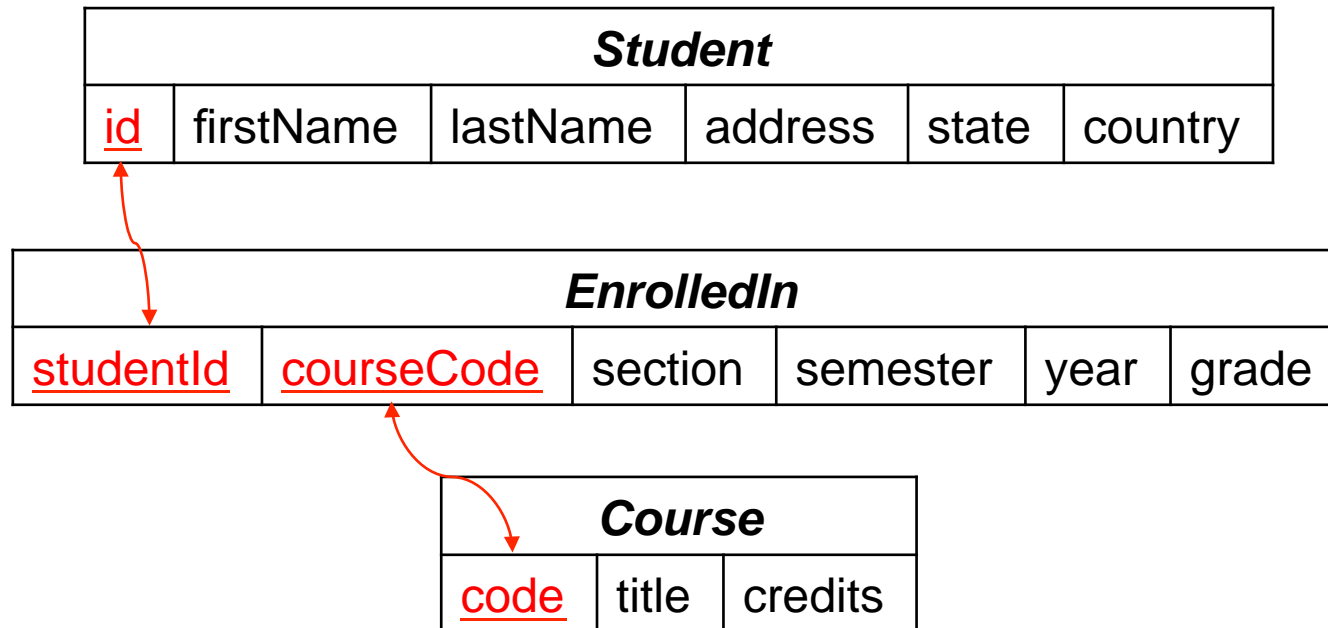 Student
id firstName lastName address state country
EnrolledIn
studentId courseCode section semester year grade
Course
code title credits